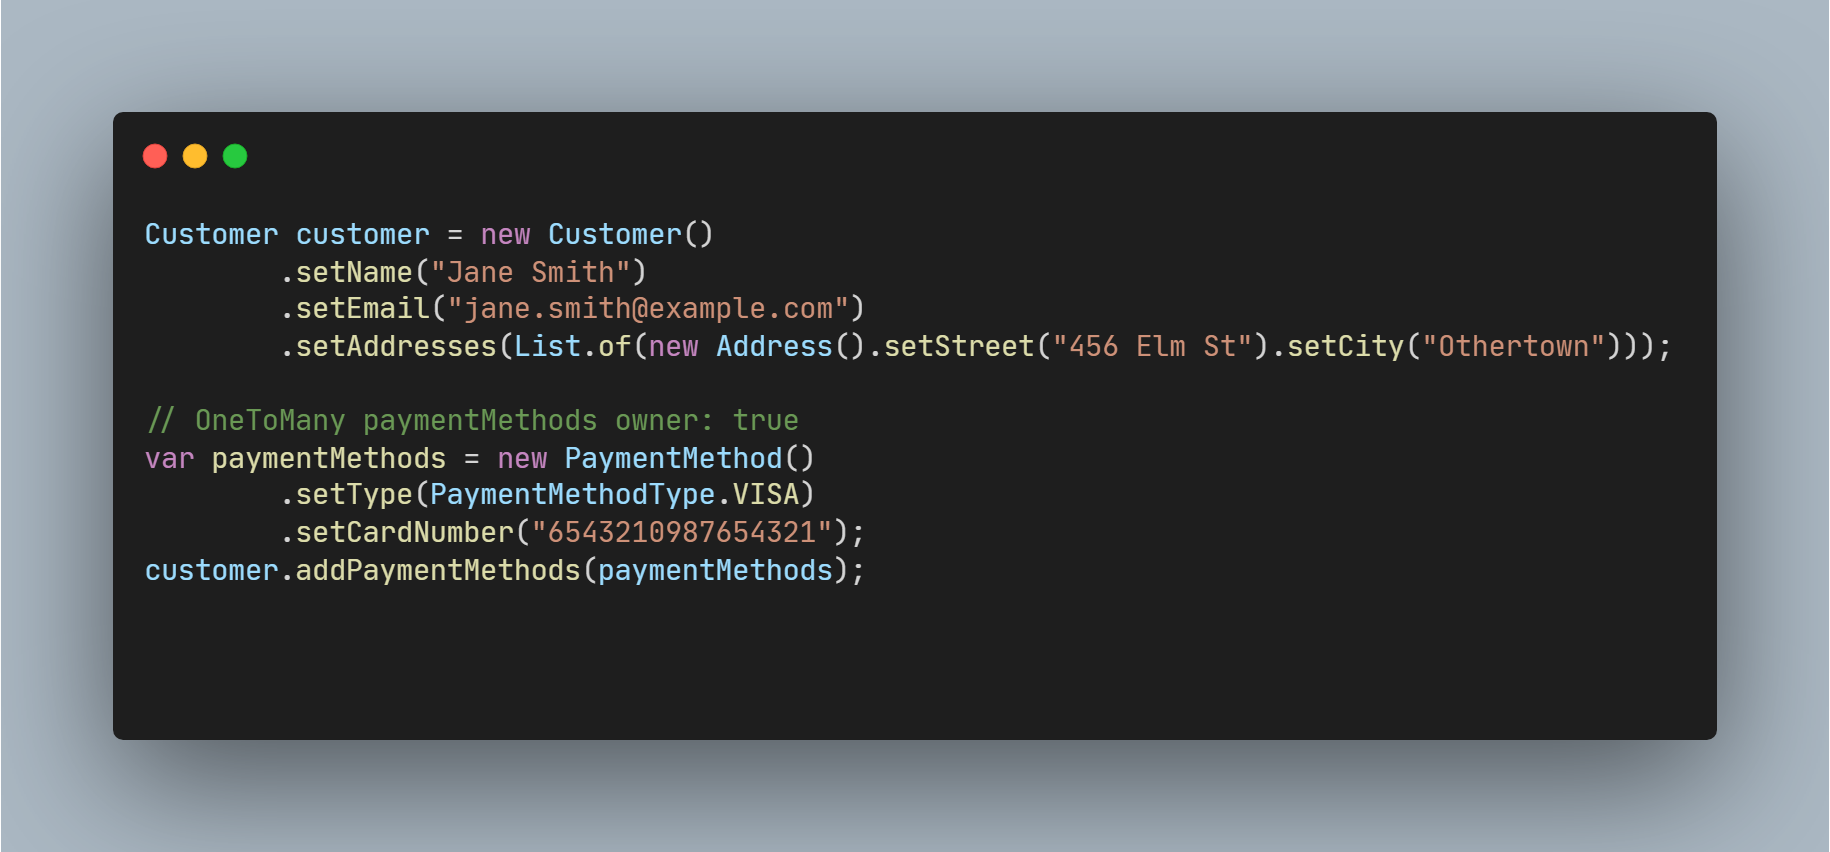 Customer customer = new Customer()
        .setName("Jane Smith")
        .setEmail("jane.smith@example.com")
        .setAddresses(List.of(new Address().setStreet("456 Elm St").setCity("Othertown")));
// OneToMany paymentMethods owner: true
var paymentMethods = new PaymentMethod()
        .setType(PaymentMethodType.VISA)
        .setCardNumber("6543210987654321");
customer.addPaymentMethods(paymentMethods);